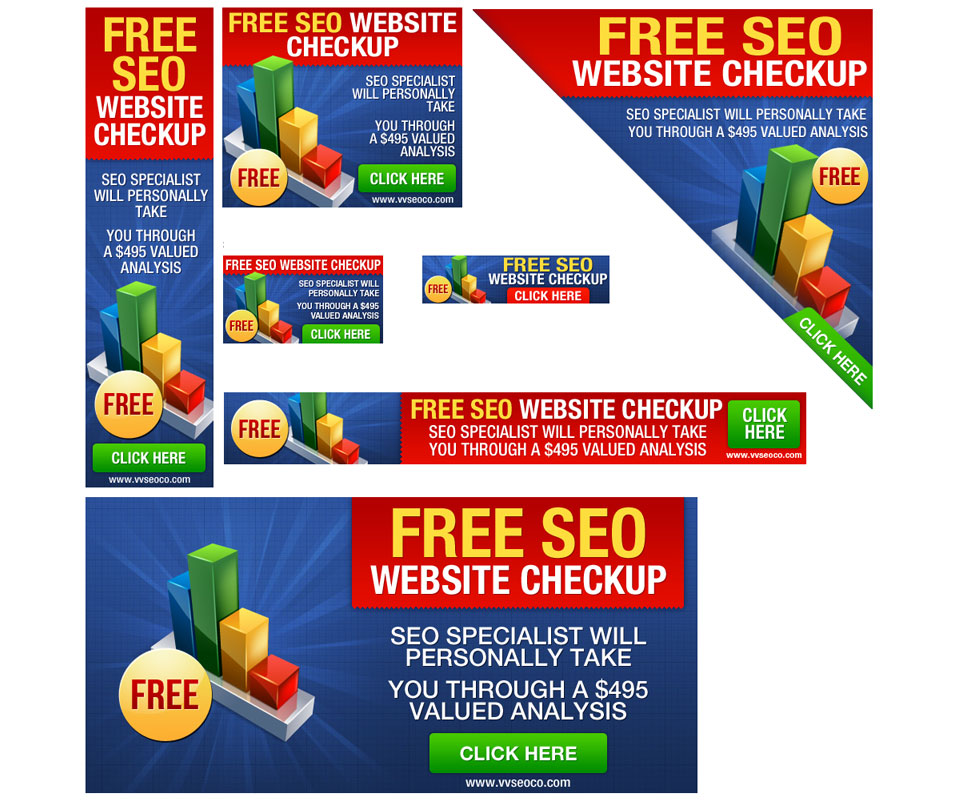 FREE
SEO
WEBSITE
CHECKUP
SEO SPECIALIST
WILL PERSONALLY
TAKE
YOU THROUGH
A $495 VALUED
ANALYSIS
FREE
CLICK HERE
www.vvseoco.com
FREE SEO WEBSITE
CHECKUP
SEO SPECIALIST
WILL PERSONALLY
TAKE
YOU THROUGH
A $495 VALUED
ANALYSIS
FREE
CLICK HERE
www.vvseoco.com
FREE SEO
WEBSITE CHECKUP
SEO SPECIALIST WILL PERSONALLY TAKE
YOU THROUGH A $495 VALUED ANALYSIS
FREE
CLICK HERE
FREE SEO WEBSITE CHECKUP
SEO SPECIALIST WILL
PERSONALLY TAKE
YOU THROUGH A $495
VALUED ANALYSIS
FREE
CLICK HERE
FREE
FREE SEO
WEBSITE CHECKUP
CLICK HERE
FREE
FREE SEO WEBSITE CHECKUP
SEO SPECIALIST WILL PERSONALLY TAKE
YOU THROUGH A $495 VALUED ANALYSIS
CLICK
HERE
www.vvseoco.com
FREE SEO
WEBSITE CHECKUP
SEO SPECIALIST WILL
PERSONALLY TAKE
YOU THROUGH A $495
VALUED ANALYSIS
FREE
CLICK HERE
www.vvseoco.com